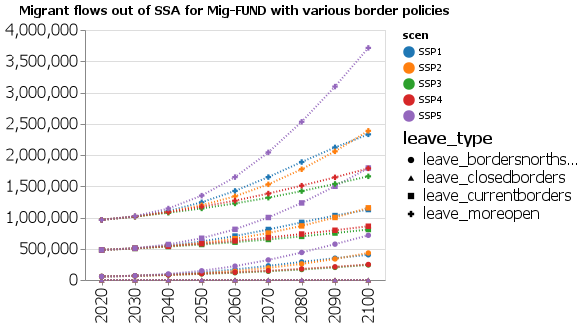 Migrant flows out of SSA for Mig-FUND with various border policies
4,000,000
3,500,000
3,000,000
2,500,000
2,000,000
1,500,000
1,000,000
500,000
0
2020
2030
2040
2050
2060
2070
2080
2090
2100
scen
SSP1
SSP2
SSP3
SSP4
SSP5
leave_type
leave_bordersnorths…
leave_closedborders
leave_currentborders
leave_moreopen